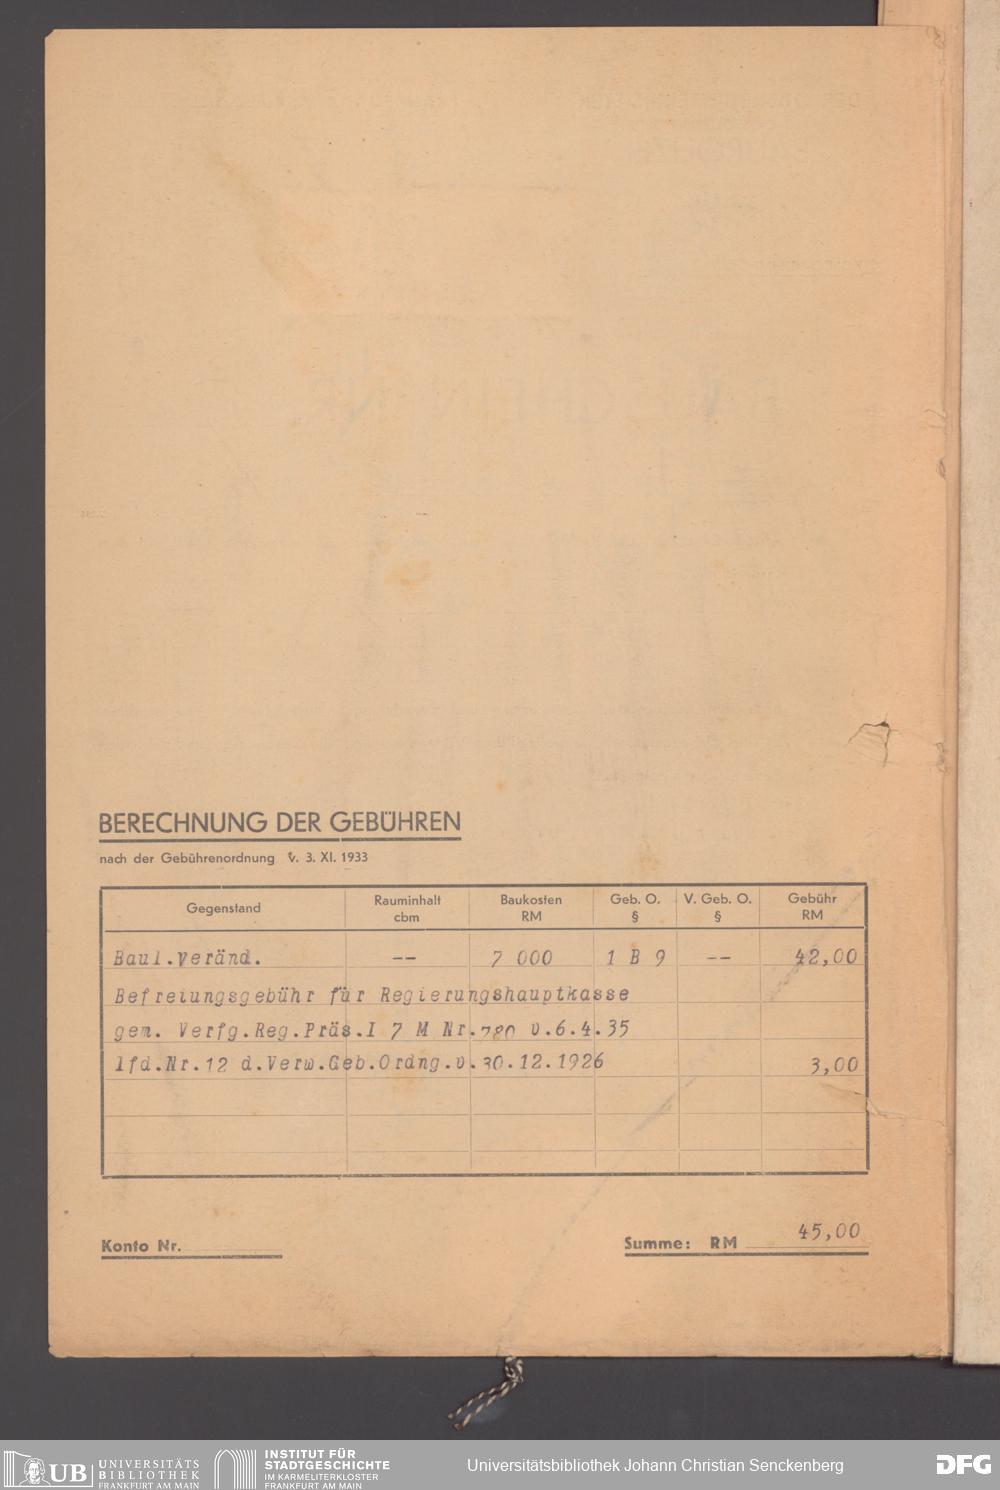 BERECHNUNG DER GEBÜHREN
nach der Gebührenordnung v. 3. XI. 1933
Gegenstand Rauminhalt cbm Baukosten RM Geb. O. § V. Geb. O. § Gebühr RM
Baul.Veränd. -- 7 000 1 B 9 -- 42,00
Befreiungsgebühr für Regierungshauptkasse
gem. Verfg.Reg.Präs.I 7 M Nr.780 v.6.4.35
lfd.Nr.12 d.Verw.Geb.Ordng.v.30.12.1926 3,00
Konto Nr.
Summe: RM 45,00
UB UNIVERSITÄTS BIBLIOTHEK FRANKFURT AM MAIN
INSTITUT FÜR STADTGESCHICHTE IM KARMELITERKLOSTER FRANKFURT AM MAIN
Universitätsbibliothek Johann Christian Senckenberg
DFG